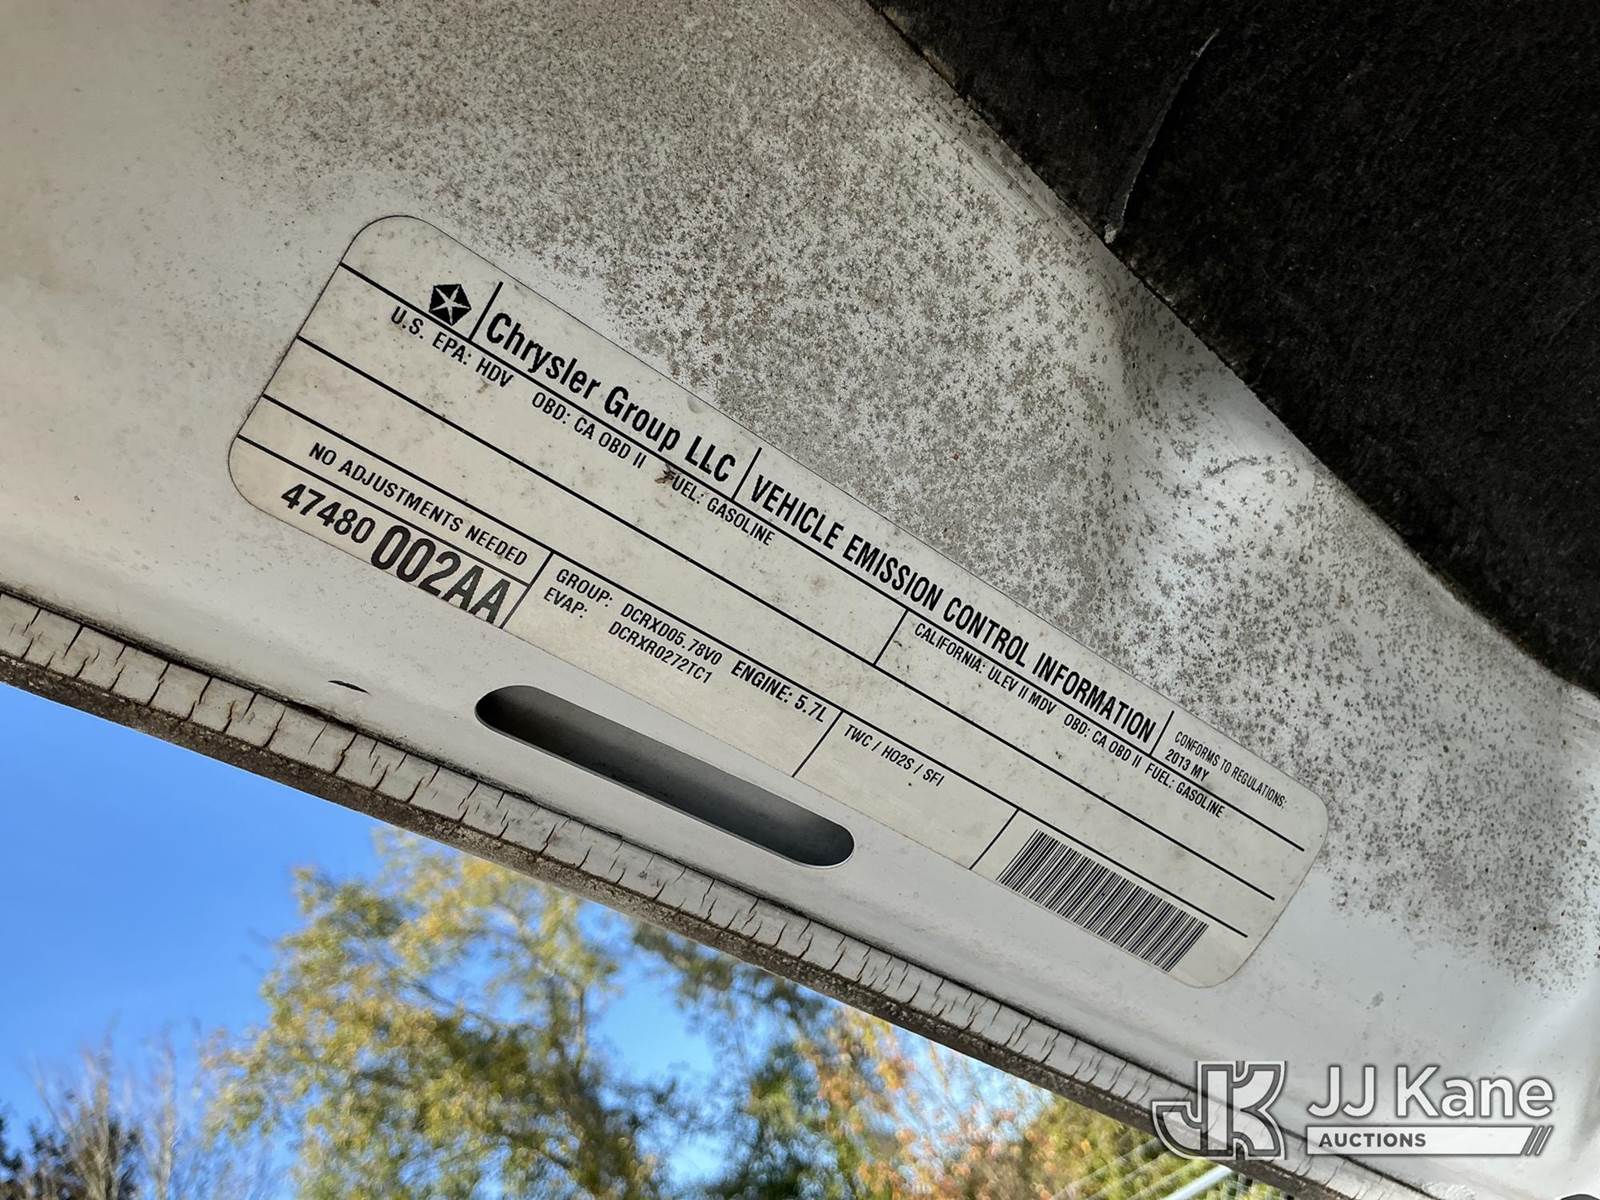 Chrysler Group LLC VEHICLE EMISSION CONTROL INFORMATION
CONFORMS TO REGULATIONS:
2013 MY
U.S. EPA: HDV OBD: CA OBD II FUEL: GASOLINE
CALIFORNIA: ULEV II MDV OBD: CA OBD II FUEL: GASOLINE
NO ADJUSTMENTS NEEDED
47480 002AA
GROUP: DCRXD05.78V0 ENGINE: 5.7L
EVAP: DCRXR0272TC1
TWC / HO2S / SFI
JK
JJ Kane
AUCTIONS